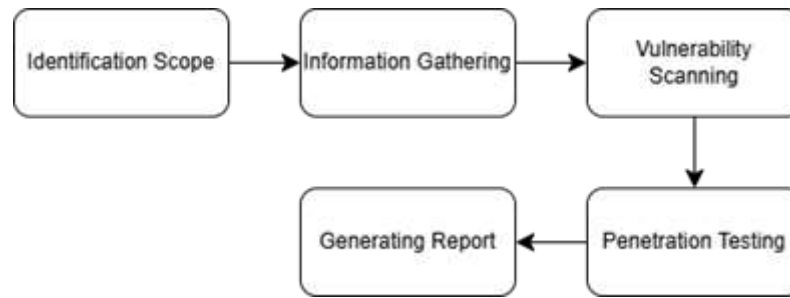 Identification Scope
Information Gathering
Vulnerability
Scanning
Penetration Testing
Generating Report